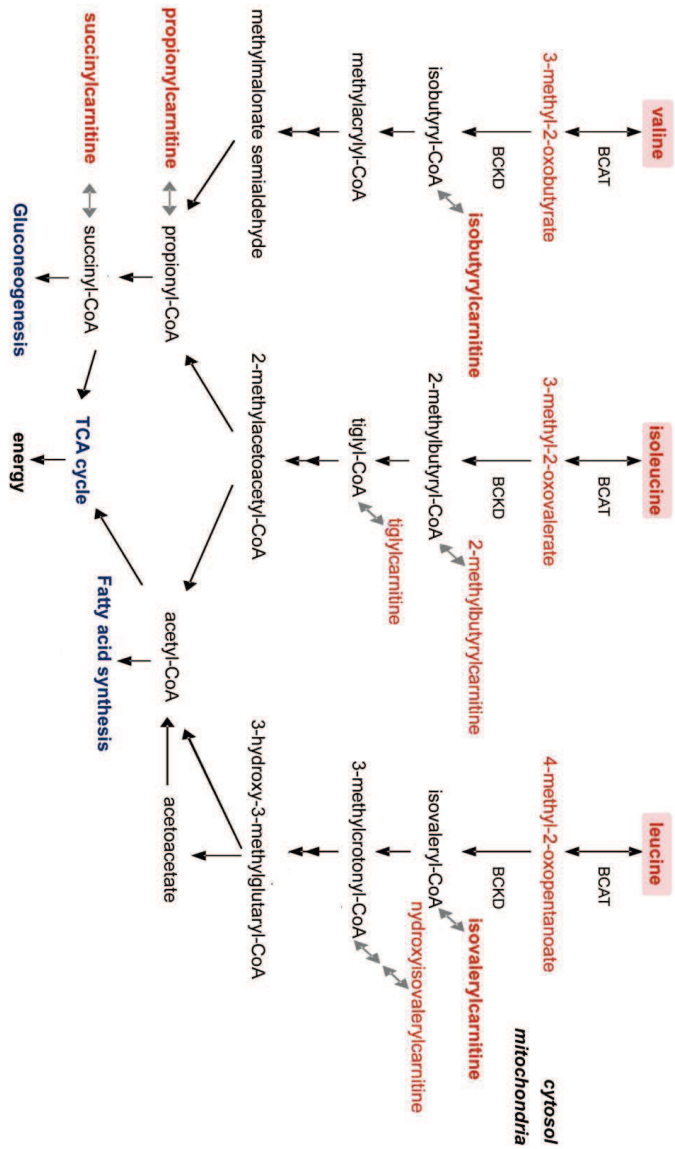 valine
isoleucine
leucine
BCAT
BCAT
BCAT
3-methyl-2-oxobutyrate
3-methyl-2-oxovalerate
4-methyl-2-oxopentanoate
cytosol
mitochondria
BCKD
BCKD
BCKD
isobutyrylcarnitine
2-methylbutyrylcarnitine
isovalerylcarnitine
isobutyryl-CoA
2-methylbutyryl-CoA
isovaleryl-CoA
tiglylcarnitine
nydroxyisovalerylcarnitine
methylacrylyl-CoA
tiglyl-CoA
3-methylcrotonyl-CoA
methylmalonate semialdehyde
2-methylacetoacetyl-CoA
3-hydroxy-3-methylglutaryl-CoA
propionylcarnitine
propionyl-CoA
acetyl-CoA
acetoacetate
succinylcarnitine
succinyl-CoA
TCA cycle
Fatty acid synthesis
Gluconeogenesis
energy